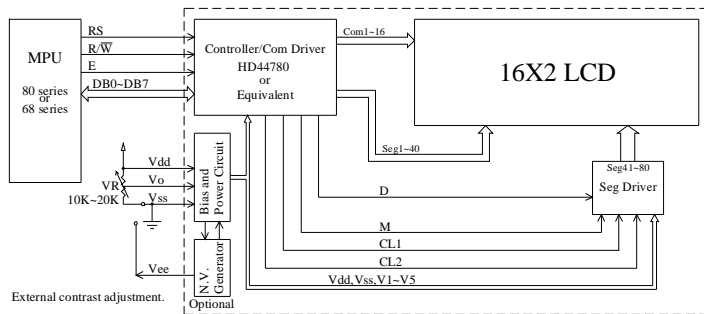 MPU
80 series
or
68 series
RS
R/W̅
E
DB0~DB7
Controller/Com Driver
HD44780
or
Equivalent
Com1~16
16X2 LCD
Seg1~40
Seg41~80
Seg Driver
Vdd
Vo
Vss
VR
10K~20K
Bias and
Power Circuit
D
M
CL1
CL2
Vdd,Vss,V1~V5
Vee
N.V.
Generator
Optional
External contrast adjustment.